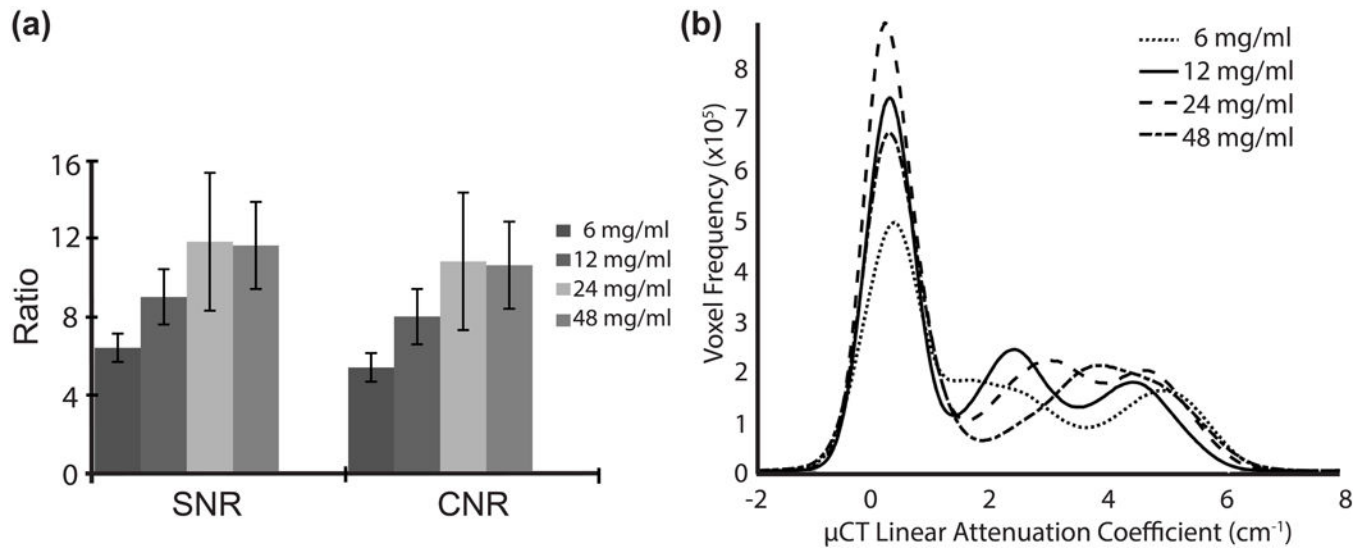 (a)
16
12
8
4
0
Ratio
SNR
CNR
6 mg/ml
12 mg/ml
24 mg/ml
48 mg/ml
(b)
8
7
6
5
4
3
2
1
0
Voxel Frequency (x10⁵)
6 mg/ml
12 mg/ml
24 mg/ml
48 mg/ml
-2 0 2 4 6 8
μCT Linear Attenuation Coefficient (cm⁻¹)